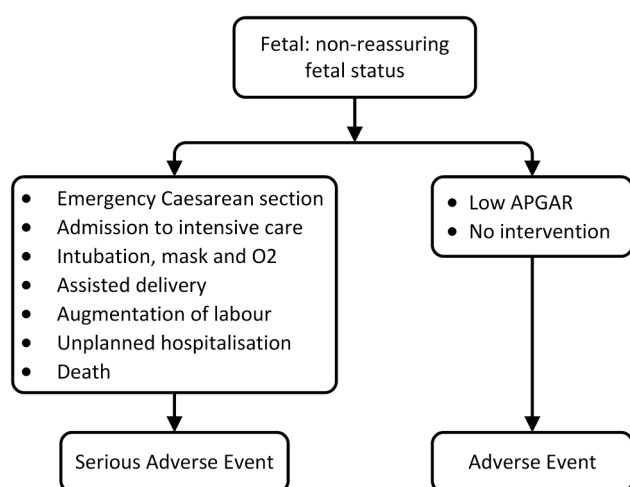 Fetal: non-reassuring
fetal status
• Emergency Caesarean section
• Admission to intensive care
• Intubation, mask and O2
• Assisted delivery
• Augmentation of labour
• Unplanned hospitalisation
• Death
• Low APGAR
• No intervention
Serious Adverse Event
Adverse Event